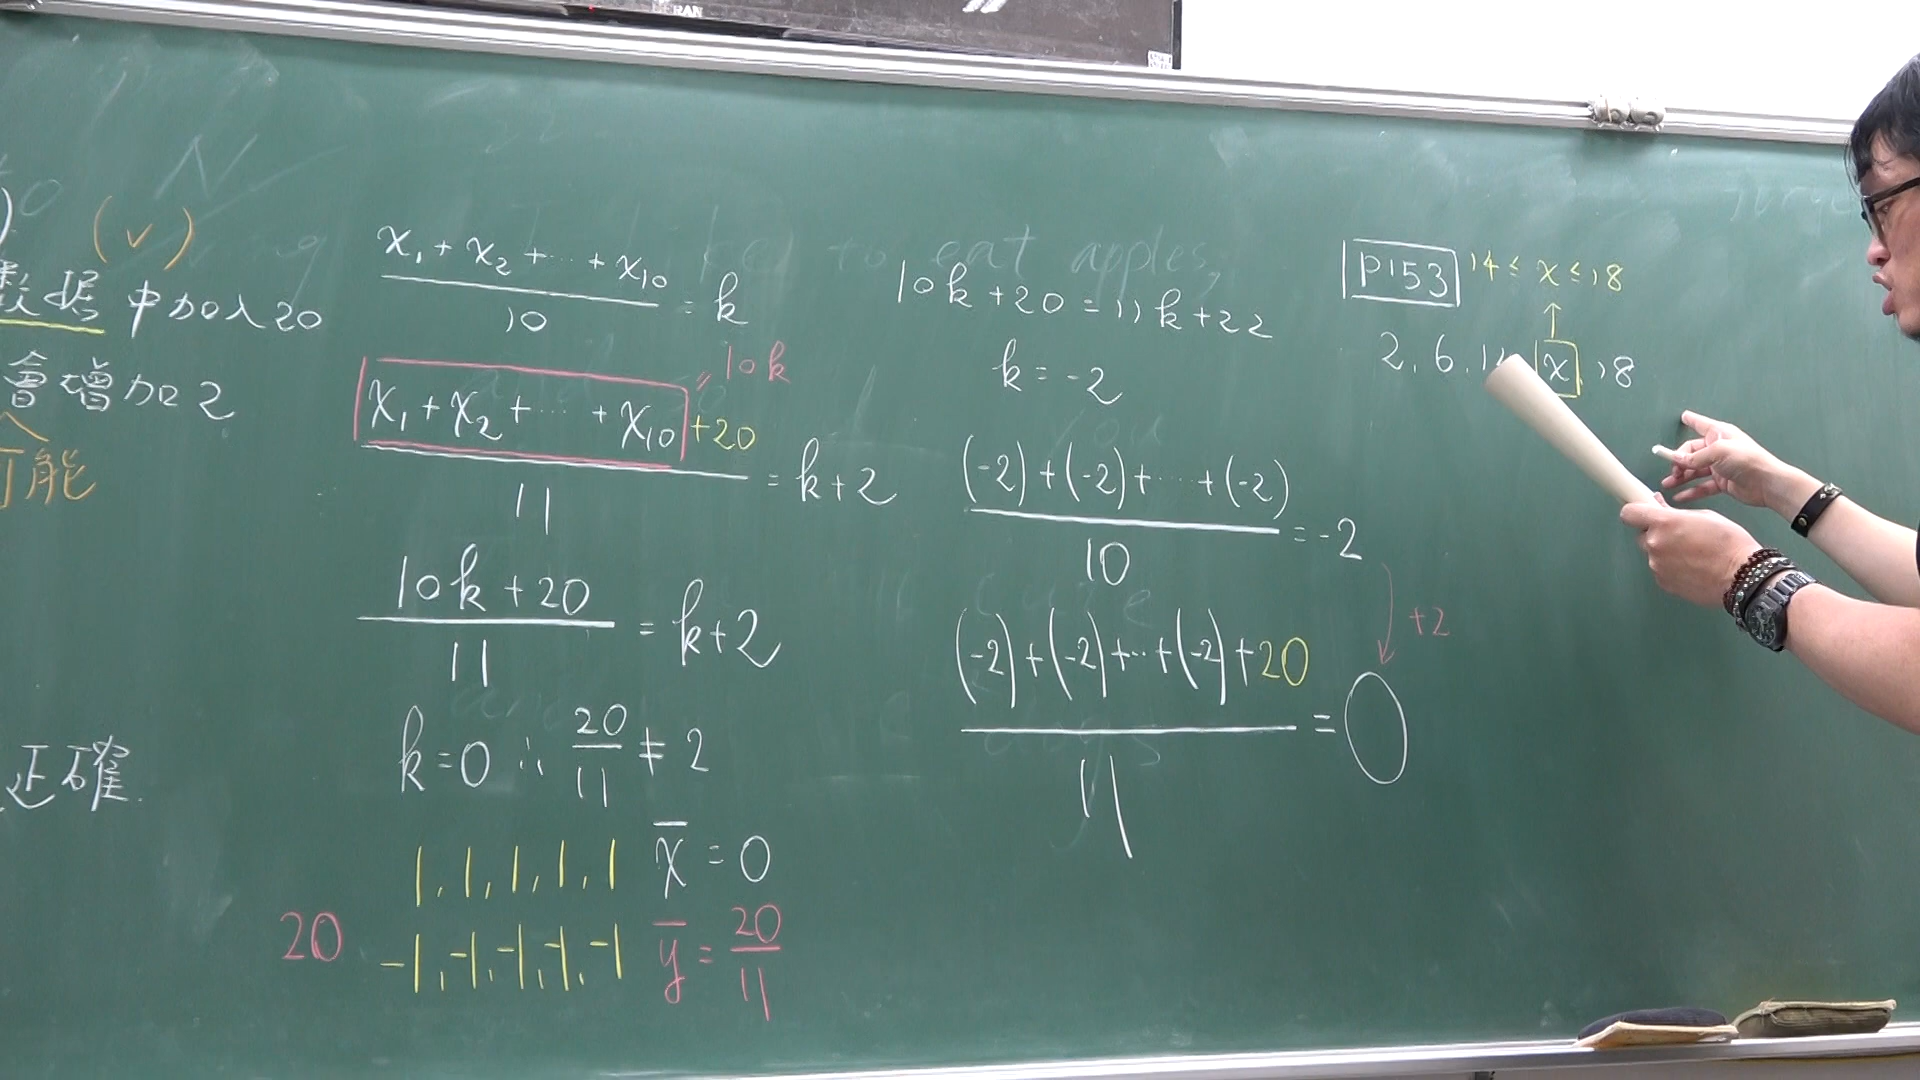 (v)
數據中加入20
會增加2
可能
正確.
x₁+x₂+⋯+x₁₀
10
=k
x₁+x₂+⋯+x₁₀+20
〃10k
11
=k+2
10k+20
11
=k+2
k=0 ∴ 20/11 ≠ 2
1,1,1,1,1 x̄=0
20 -1,-1,-1,-1,-1 ȳ=20/11
10k+20=11k+22
k=-2
(-2)+(-2)+⋯+(-2)
10
=-2
+2
(-2)+(-2)+⋯+(-2)+20
11
=0
P153 14≤x≤18
↑
2,6,14,x,18